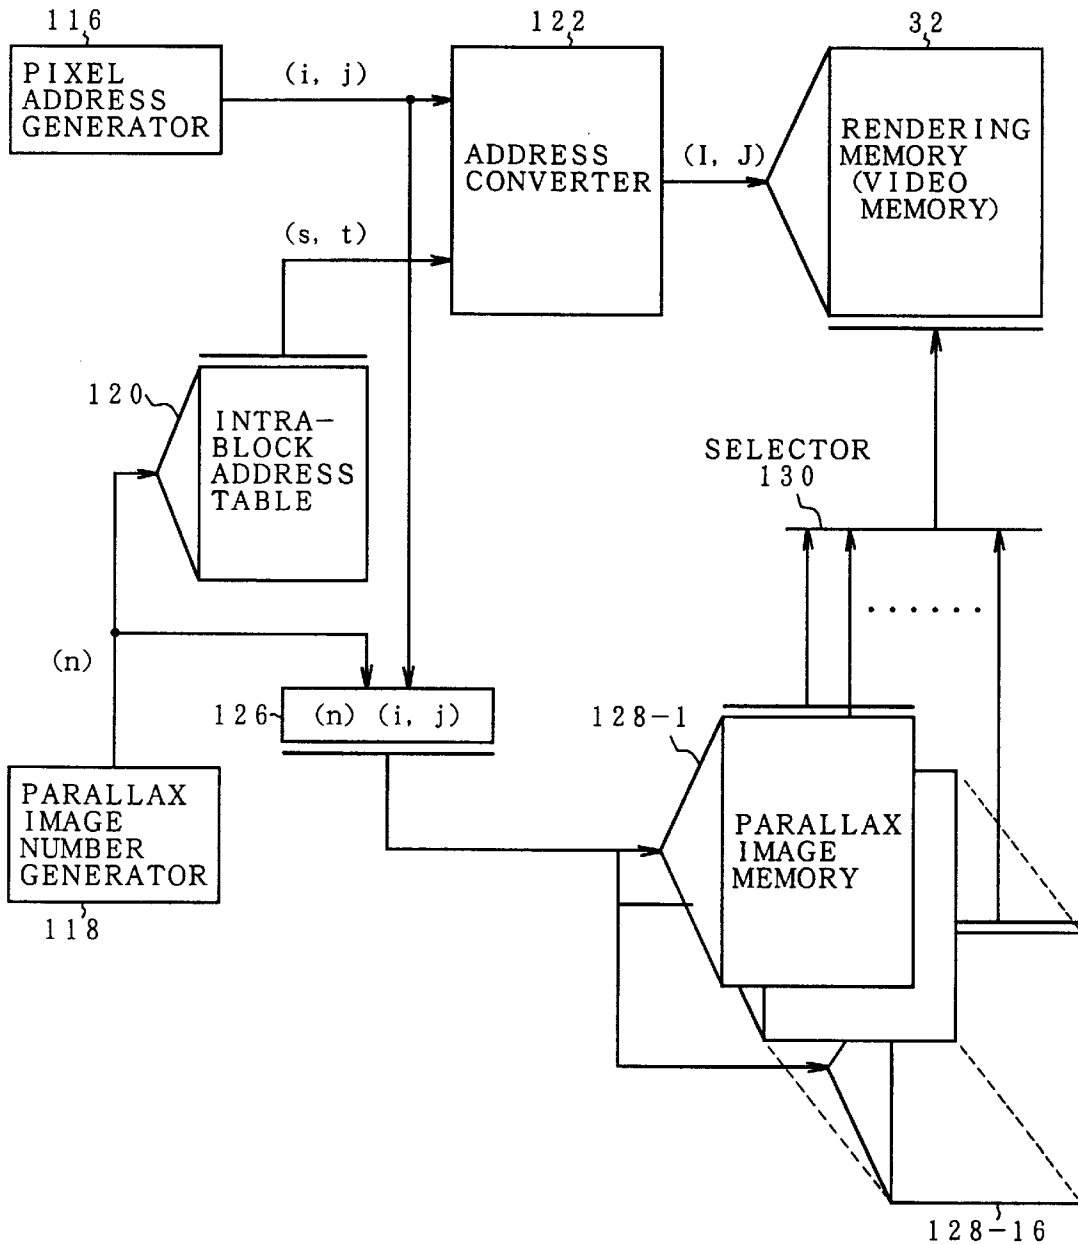 116
122
32
PIXEL
ADDRESS
GENERATOR
(i, j)
ADDRESS
CONVERTER
(I, J)
RENDERING
MEMORY
(VIDEO
MEMORY)
(s, t)
120
INTRA-
BLOCK
ADDRESS
TABLE
SELECTOR
130
......
(n)
126
(n) (i, j)
128-1
PARALLAX
IMAGE
NUMBER
GENERATOR
118
PARALLAX
IMAGE
MEMORY
128-16